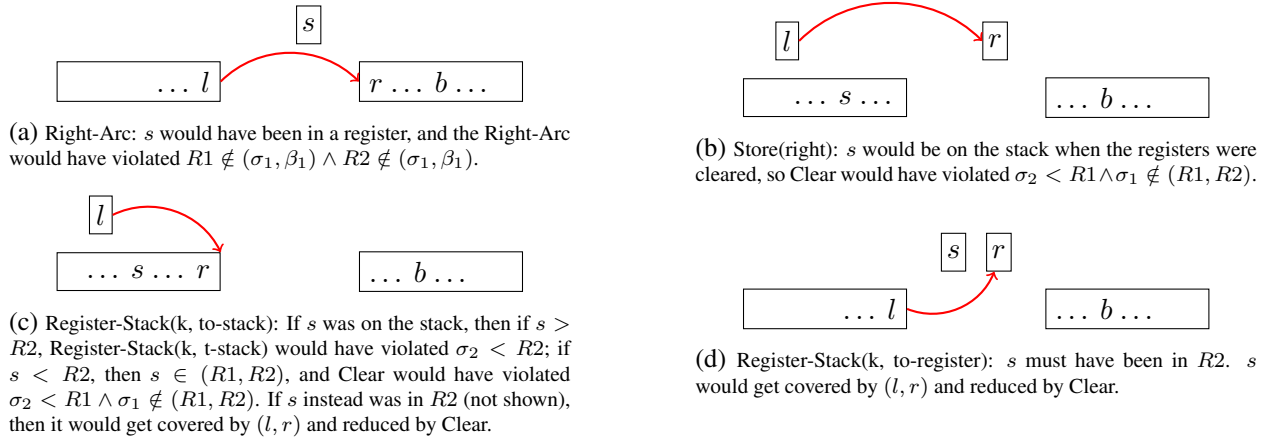 s
… l
r … b …
(a) Right-Arc: s would have been in a register, and the Right-Arc
would have violated R1 ∉ (σ₁, β₁) ∧ R2 ∉ (σ₁, β₁).
l
r
… s …
… b …
(b) Store(right): s would be on the stack when the registers were
cleared, so Clear would have violated σ₂ < R1∧σ₁ ∉ (R1, R2).
l
… s … r
… b …
(c) Register-Stack(k, to-stack): If s was on the stack, then if s >
R2, Register-Stack(k, t-stack) would have violated σ₂ < R2; if
s < R2, then s ∈ (R1, R2), and Clear would have violated
σ₂ < R1 ∧ σ₁ ∉ (R1, R2). If s instead was in R2 (not shown),
then it would get covered by (l, r) and reduced by Clear.
s
r
… l
… b …
(d) Register-Stack(k, to-register): s must have been in R2. s
would get covered by (l, r) and reduced by Clear.